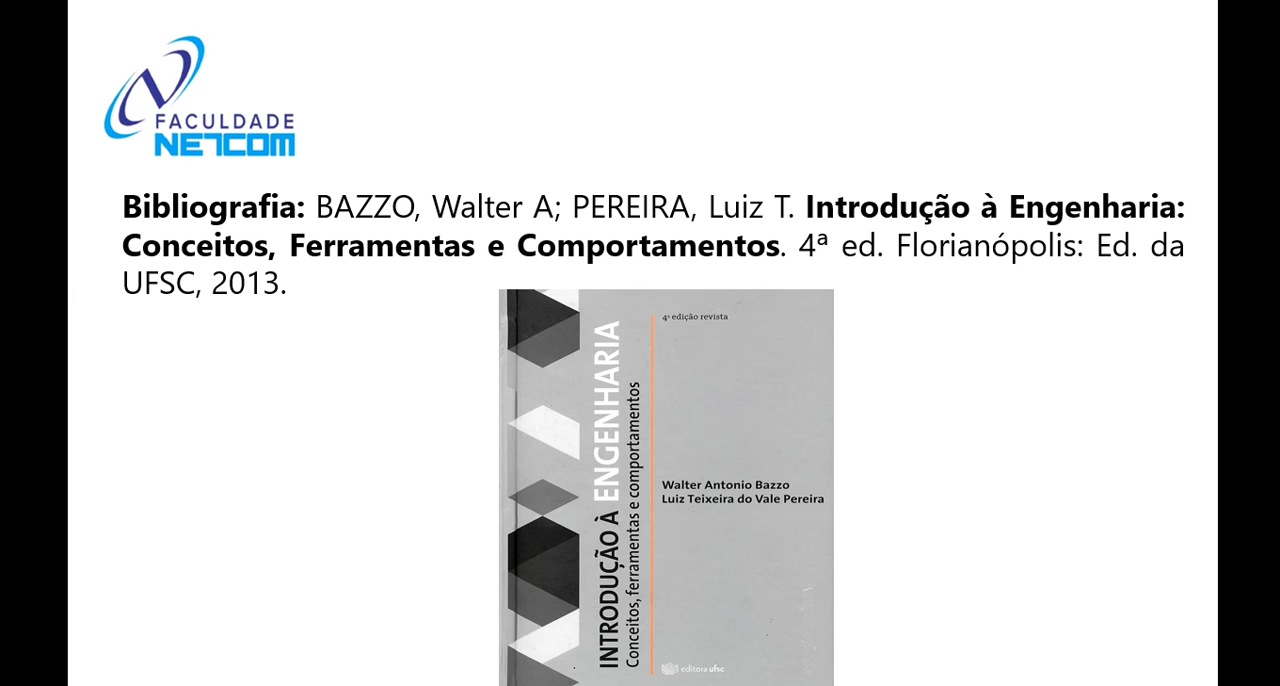 FACULDADE
NETCOM
Bibliografia: BAZZO, Walter A; PEREIRA, Luiz T. Introdução à Engenharia:
Conceitos, Ferramentas e Comportamentos. 4ª ed. Florianópolis: Ed. da
UFSC, 2013.
INTRODUÇÃO À ENGENHARIA
Conceitos, ferramentas e comportamentos
4ª edição revista
Walter Antonio Bazzo
Luiz Teixeira do Vale Pereira
editora ufsc